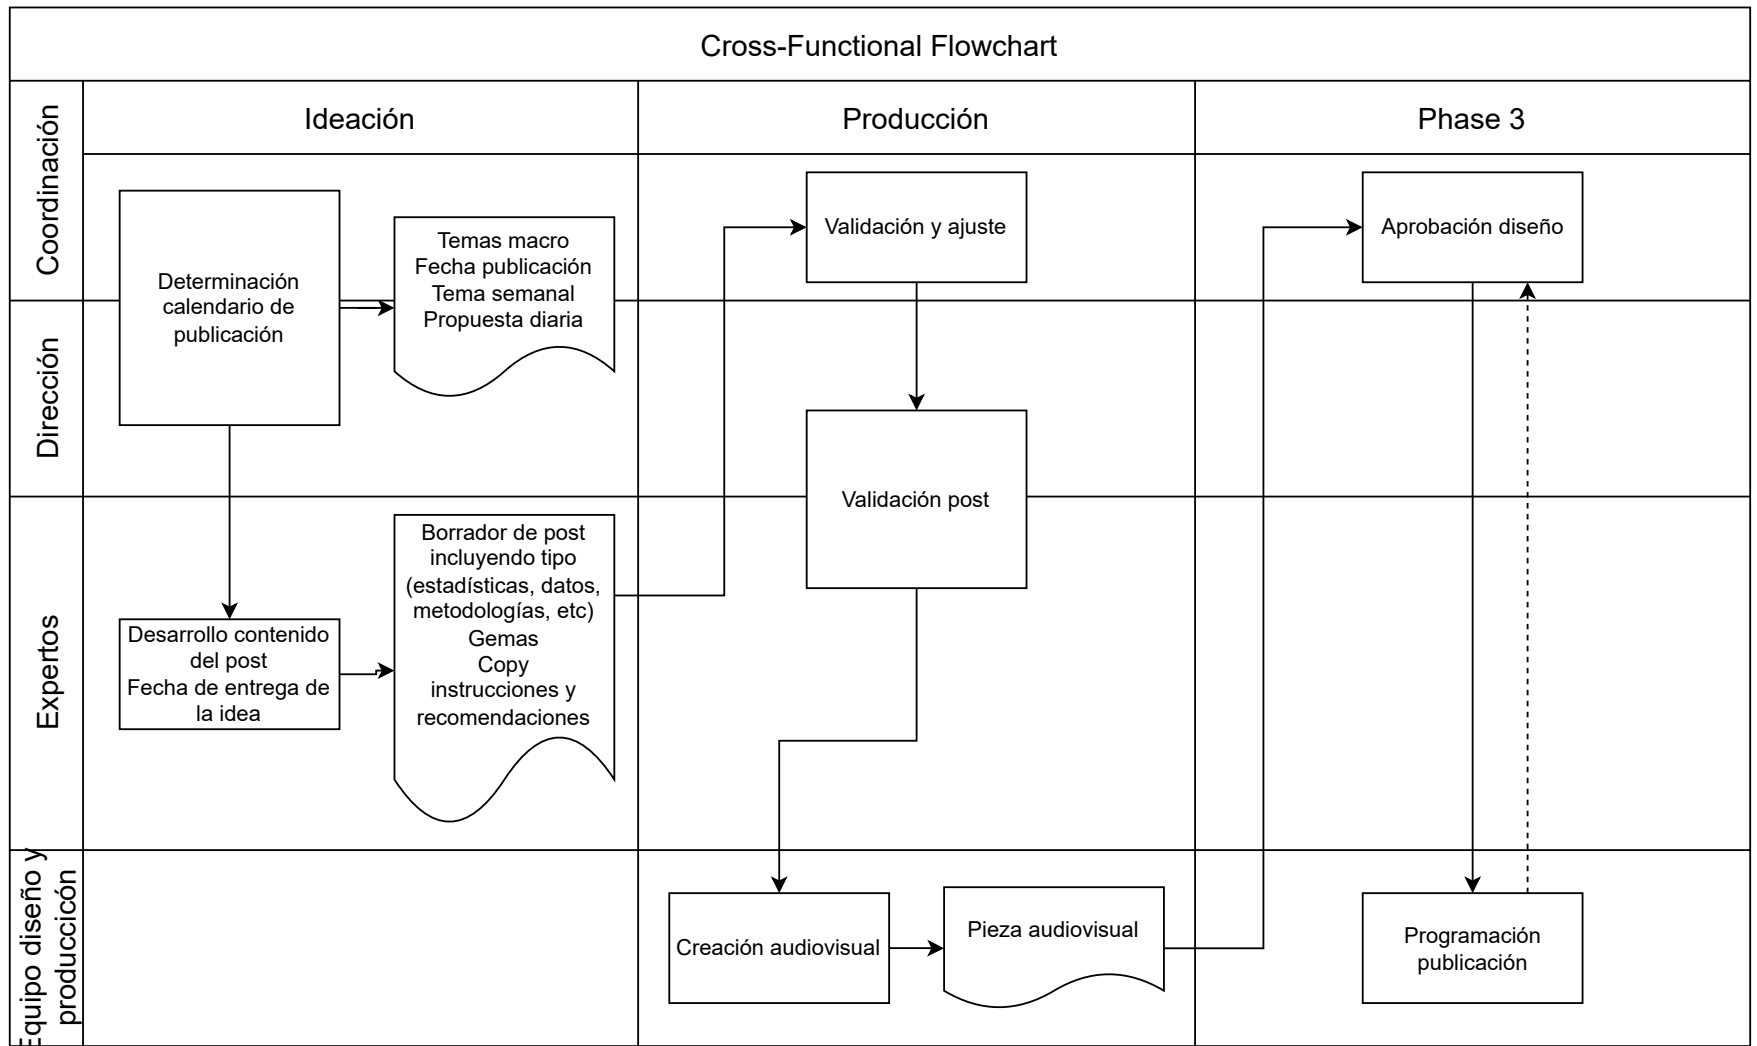 Cross-Functional Flowchart
Ideación
Producción
Phase 3
Coordinación
Dirección
Expertos
Equipo diseño y
produccicón
Determinación
calendario de
publicación
Temas macro
Fecha publicación
Tema semanal
Propuesta diaria
Desarrollo contenido
del post
Fecha de entrega de
la idea
Borrador de post
incluyendo tipo
(estadísticas, datos,
metodologías, etc)
Gemas
Copy
instrucciones y
recomendaciones
Validación y ajuste
Validación post
Creación audiovisual
Pieza audiovisual
Aprobación diseño
Programación
publicación